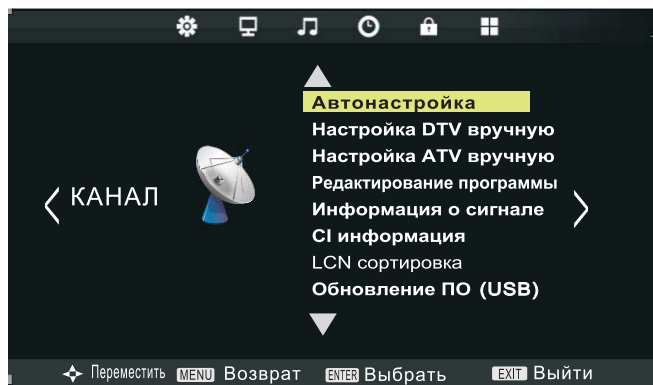 Автонастройка
Настройка DTV вручную
Настройка ATV вручную
Редактирование программы
КАНАЛ
Информация о сигнале
CI информация
LCN сортировка
Обновление ПО (USB)
Переместить MENU Возврат ENTER Выбрать EXIT Выйти